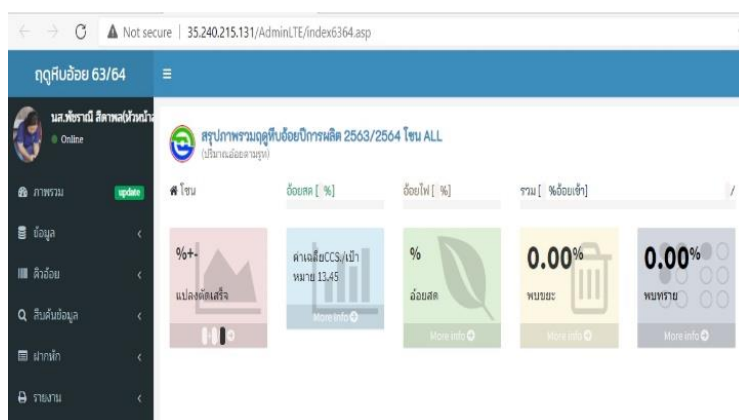 Not secure | 35.240.215.131/AdminLTE/index6364.asp
ฤดูหีบอ้อย 63/64
นส.พัชราณี สีดาพล(หัวหน้าฝ
Online
สรุปภาพรวมฤดูหีบอ้อยปีการผลิต 2563/2564 โซน ALL
(ปริมาณอ้อยตามรูท)
ภาพรวม update
โซน อ้อยสด [ %] อ้อยไฟ [ %] รวม [ %อ้อยเข้า] /
ข้อมูล
คิวอ้อย
สืบค้นข้อมูล
ฝากหัก
รายงาน
%+-
แปลงตัดเสร็จ
ค่าเฉลี่ยCCS./เป้า
หมาย 13.45
More info
%
อ้อยสด
More info
0.00%
พบขยะ
More info
0.00%
พบทราย
More info